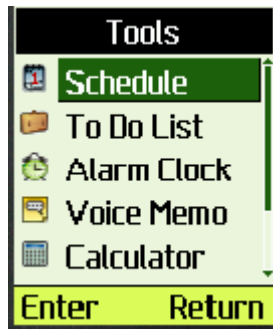 Tools
Schedule
To Do List
Alarm Clock
Voice Memo
Calculator
Enter Return